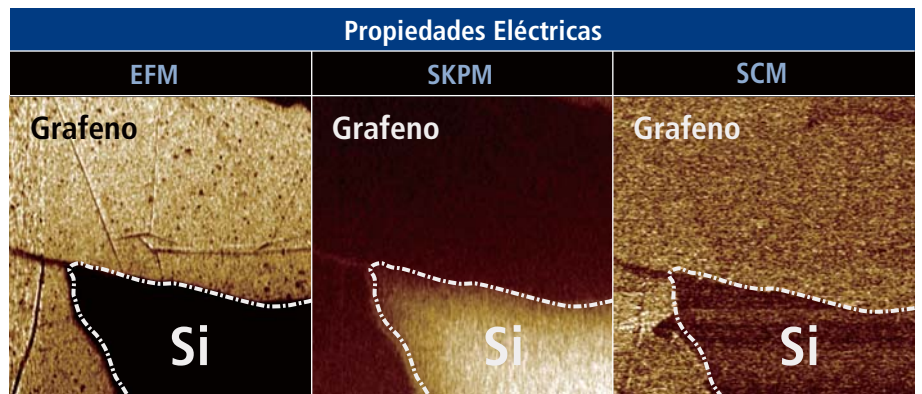 Propiedades Eléctricas
EFM
SKPM
SCM
Grafeno
Grafeno
Grafeno
Si
Si
Si